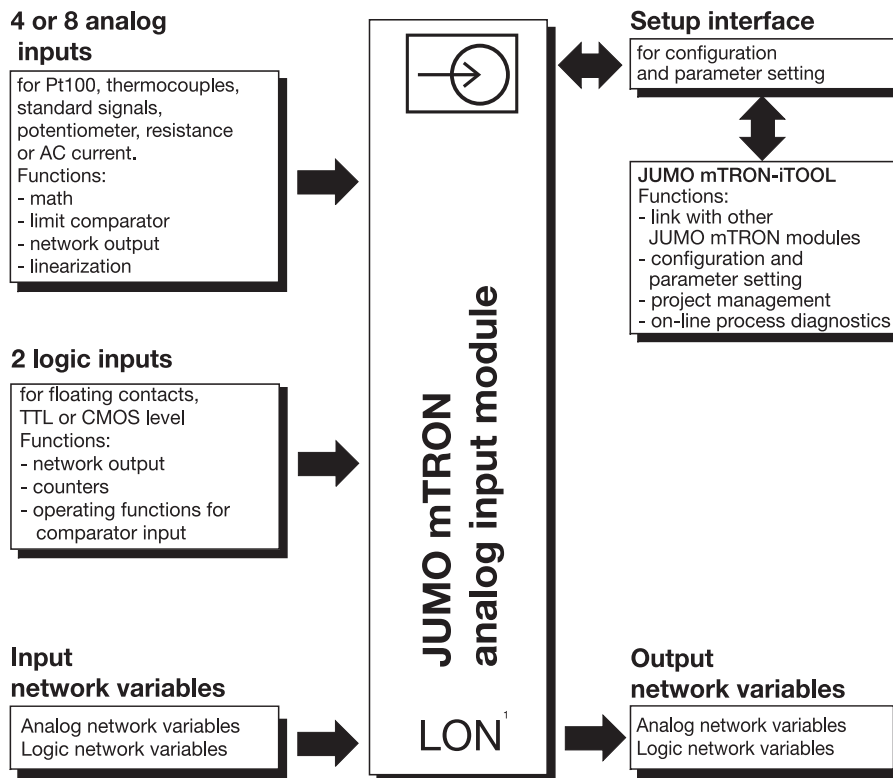 4 or 8 analog
inputs
for Pt100, thermocouples,
standard signals,
potentiometer, resistance
or AC current.
Functions:
- math
- limit comparator
- network output
- linearization
2 logic inputs
for floating contacts,
TTL or CMOS level
Functions:
- network output
- counters
- operating functions for
comparator input
Input
network variables
Analog network variables
Logic network variables
JUMO mTRON
analog input module
LON¹
Setup interface
for configuration
and parameter setting
JUMO mTRON-iTOOL
Functions:
- link with other
JUMO mTRON modules
- configuration and
parameter setting
- project management
- on-line process diagnostics
Output
network variables
Analog network variables
Logic network variables